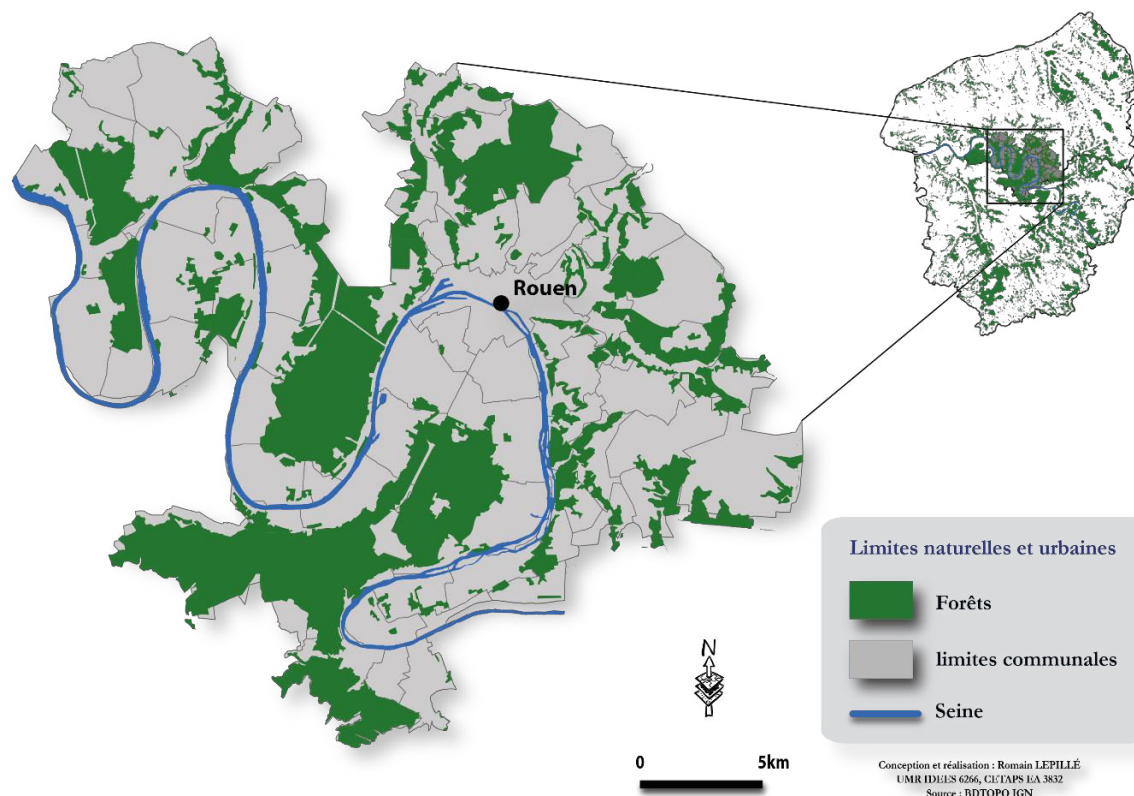 Rouen
Limites naturelles et urbaines
Forêts
limites communales
Seine
N
0 5km
Conception et réalisation : Romain LEPILLÉ
UMR IDEES 6266, CETAPS EA 3832
Source : BDTOPO IGN